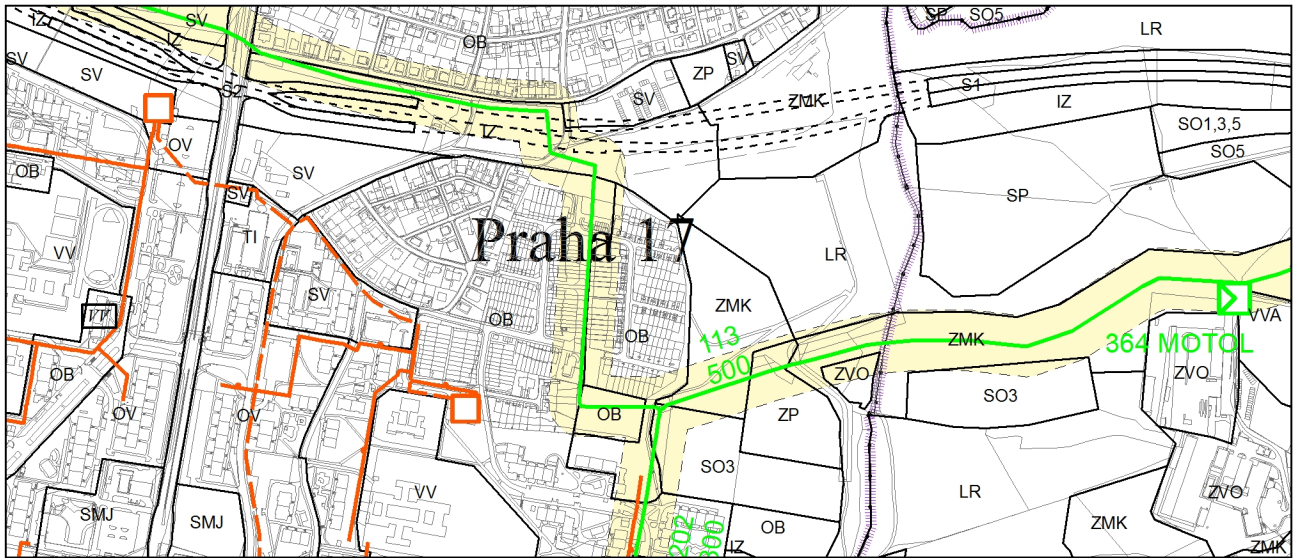 IZ
SV
SP
SO5
IZ
OB
LR
SV
SV
ZP
SV
SV
S2
S1
ZMK
IZ
IZ
SO1,3,5
OV
SO5
SV
OB
SV
SP
TI
Praha 17
VV
LR
SV
ZMK
VV
OB
OB
VVA
113
ZMK
364 MOTOL
500
OB
ZVO
ZVO
SO3
OV
OV
OB
ZP
SO3
VV
LR
ZVO
SMJ
SMJ
OB
ZMK
202
300
IZ
ZMK